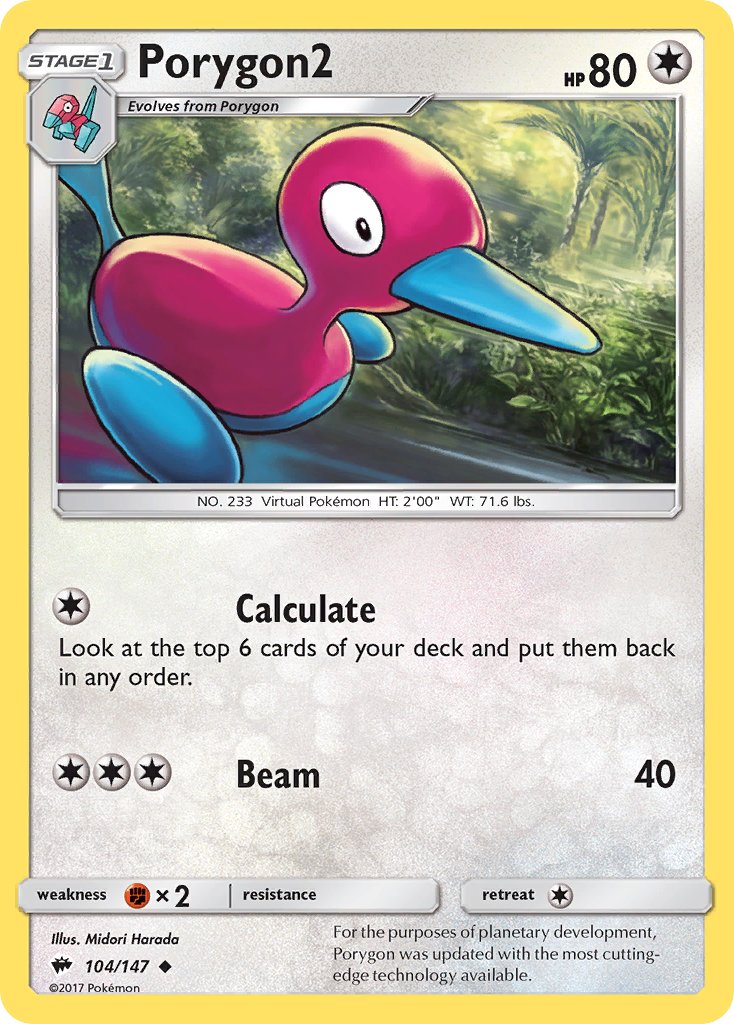 STAGE1
Porygon2
HP 80
Evolves from Porygon
NO. 233 Virtual Pokémon HT: 2'00" WT: 71.6 lbs.
Calculate
Look at the top 6 cards of your deck and put them back
in any order.
Beam 40
weakness × 2 resistance retreat
Illus. Midori Harada
104/147
©2017 Pokémon
For the purposes of planetary development,
Porygon was updated with the most cutting-
edge technology available.